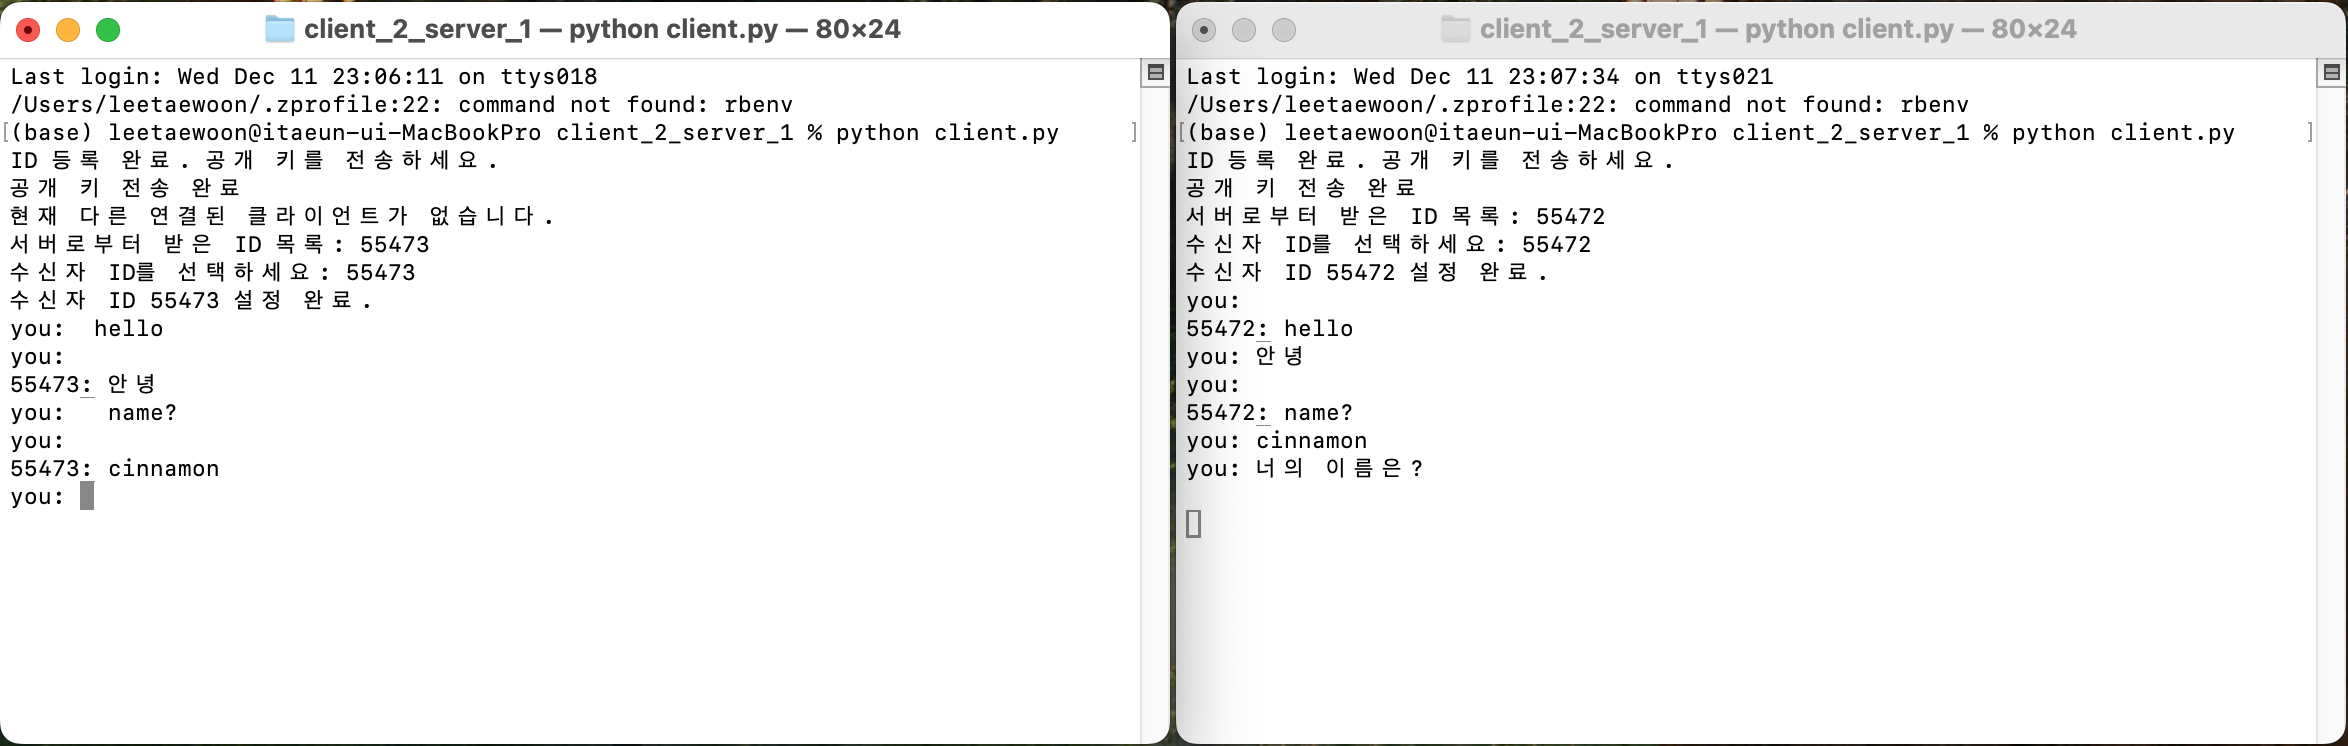 client_2_server_1 — python client.py — 80×24
Last login: Wed Dec 11 23:06:11 on ttys018
/Users/leetaewoon/.zprofile:22: command not found: rbenv
[(base) leetaewoon@itaeun-ui-MacBookPro client_2_server_1 % python client.py ]
ID 등록 완료. 공개 키를 전송하세요.
공개 키 전송 완료
현재 다른 연결된 클라이언트가 없습니다.
서버로부터 받은 ID 목록: 55473
수신자 ID를 선택하세요: 55473
수신자 ID 55473 설정 완료.
you:  hello
you:
55473: 안녕
you:   name?
you:
55473: cinnamon
you:
client_2_server_1 — python client.py — 80×24
Last login: Wed Dec 11 23:07:34 on ttys021
/Users/leetaewoon/.zprofile:22: command not found: rbenv
[(base) leetaewoon@itaeun-ui-MacBookPro client_2_server_1 % python client.py ]
ID 등록 완료. 공개 키를 전송하세요.
공개 키 전송 완료
서버로부터 받은 ID 목록: 55472
수신자 ID를 선택하세요: 55472
수신자 ID 55472 설정 완료.
you:
55472: hello
you: 안녕
you:
55472: name?
you: cinnamon
you: 너의 이름은?